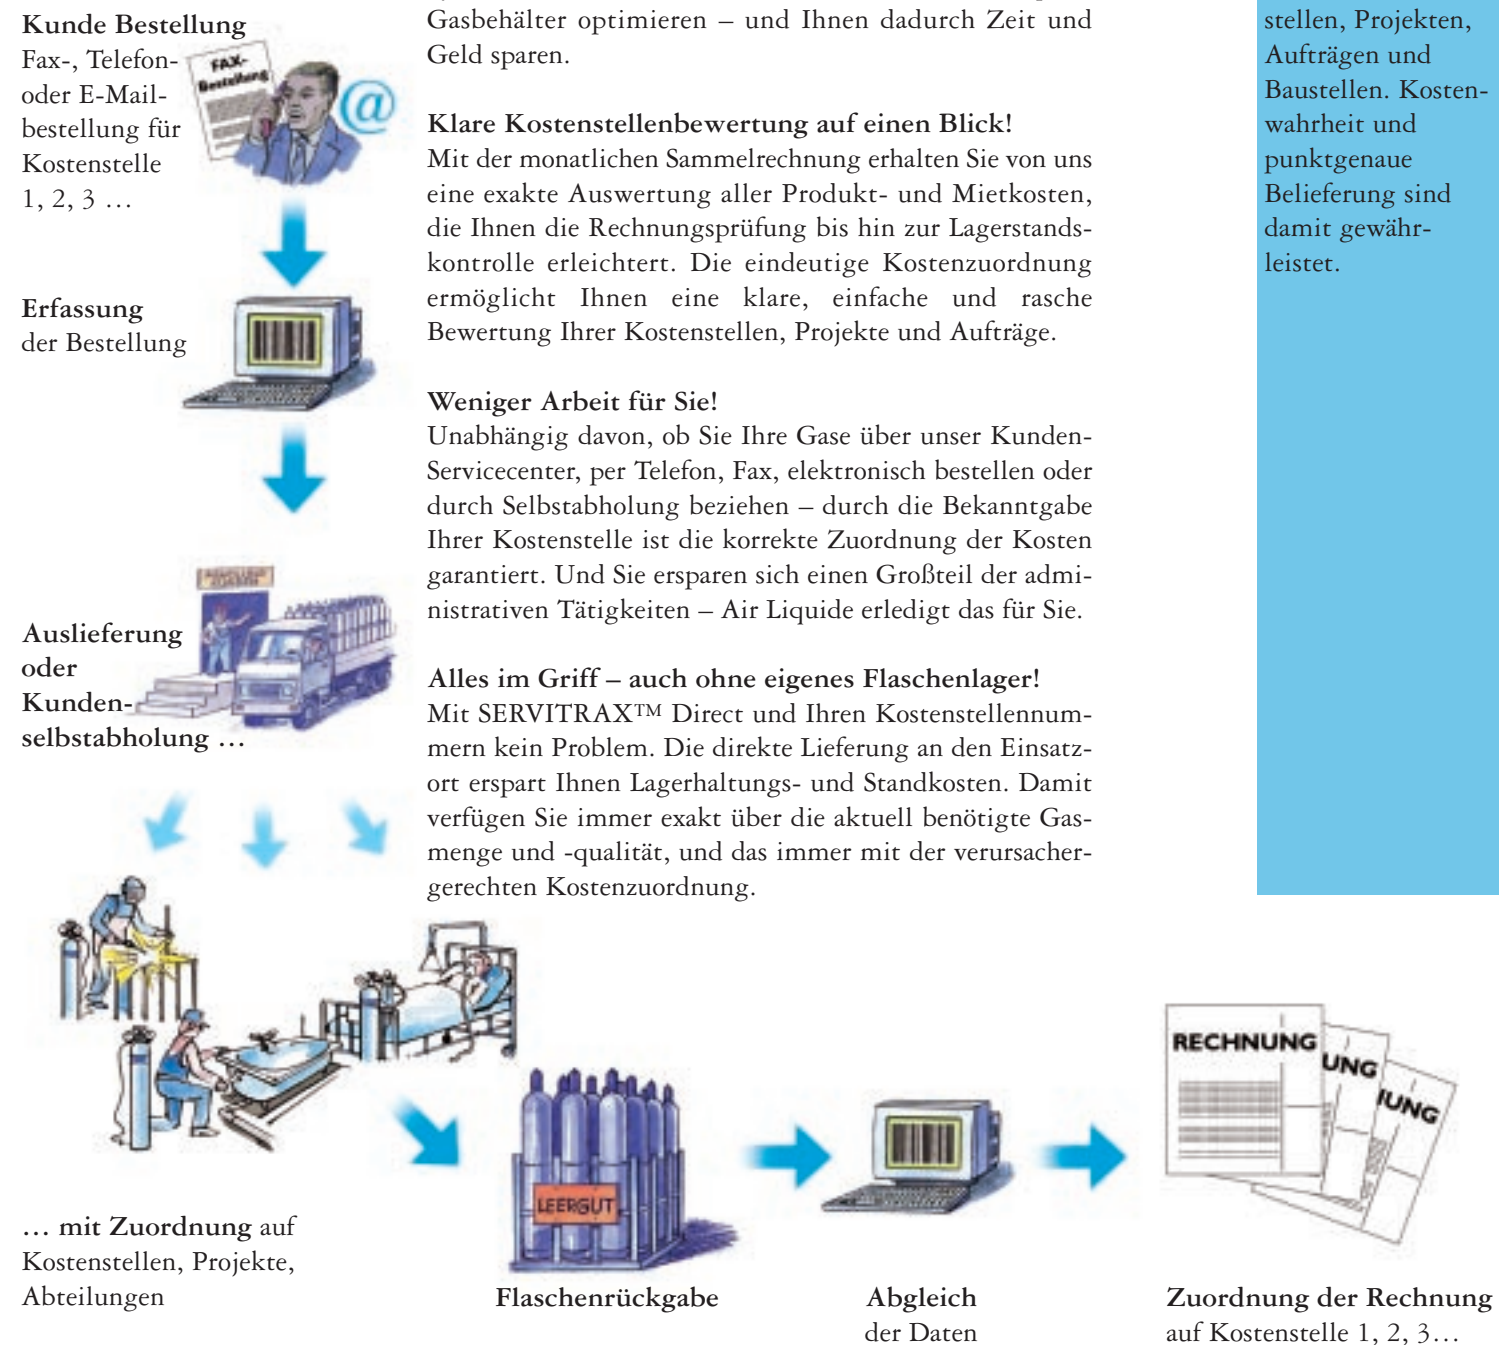 Kunde Bestellung
Fax-, Telefon-
oder E-Mail-
bestellung für
Kostenstelle
1, 2, 3 …
FAX-
Bestellung
@
Erfassung
der Bestellung
Auslieferung
oder
Kunden-
selbstabholung …
Gasbehälter optimieren – und Ihnen dadurch Zeit und
Geld sparen.
Klare Kostenstellenbewertung auf einen Blick!
Mit der monatlichen Sammelrechnung erhalten Sie von uns
eine exakte Auswertung aller Produkt- und Mietkosten,
die Ihnen die Rechnungsprüfung bis hin zur Lagerstands-
kontrolle erleichtert. Die eindeutige Kostenzuordnung
ermöglicht Ihnen eine klare, einfache und rasche
Bewertung Ihrer Kostenstellen, Projekte und Aufträge.
Weniger Arbeit für Sie!
Unabhängig davon, ob Sie Ihre Gase über unser Kunden-
Servicecenter, per Telefon, Fax, elektronisch bestellen oder
durch Selbstabholung beziehen – durch die Bekanntgabe
Ihrer Kostenstelle ist die korrekte Zuordnung der Kosten
garantiert. Und Sie ersparen sich einen Großteil der admi-
nistrativen Tätigkeiten – Air Liquide erledigt das für Sie.
Alles im Griff – auch ohne eigenes Flaschenlager!
Mit SERVITRAX™ Direct und Ihren Kostenstellennum-
mern kein Problem. Die direkte Lieferung an den Einsatz-
ort erspart Ihnen Lagerhaltungs- und Standkosten. Damit
verfügen Sie immer exakt über die aktuell benötigte Gas-
menge und -qualität, und das immer mit der verursacher-
gerechten Kostenzuordnung.
stellen, Projekten,
Aufträgen und
Baustellen. Kosten-
wahrheit und
punktgenaue
Belieferung sind
damit gewähr-
leistet.
… mit Zuordnung auf
Kostenstellen, Projekte,
Abteilungen
LEERGUT
Flaschenrückgabe
Abgleich
der Daten
RECHNUNG
UNG
NUNG
Zuordnung der Rechnung
auf Kostenstelle 1, 2, 3…